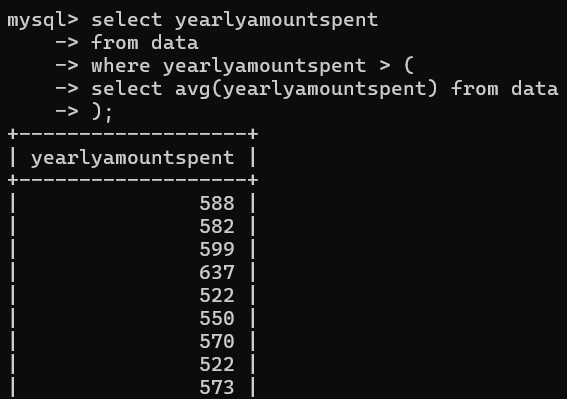 mysql> select yearlyamountspent
    -> from data
    -> where yearlyamountspent > (
    -> select avg(yearlyamountspent) from data
    -> );
+-------------------+
| yearlyamountspent |
+-------------------+
|               588 |
|               582 |
|               599 |
|               637 |
|               522 |
|               550 |
|               570 |
|               522 |
|               573 |